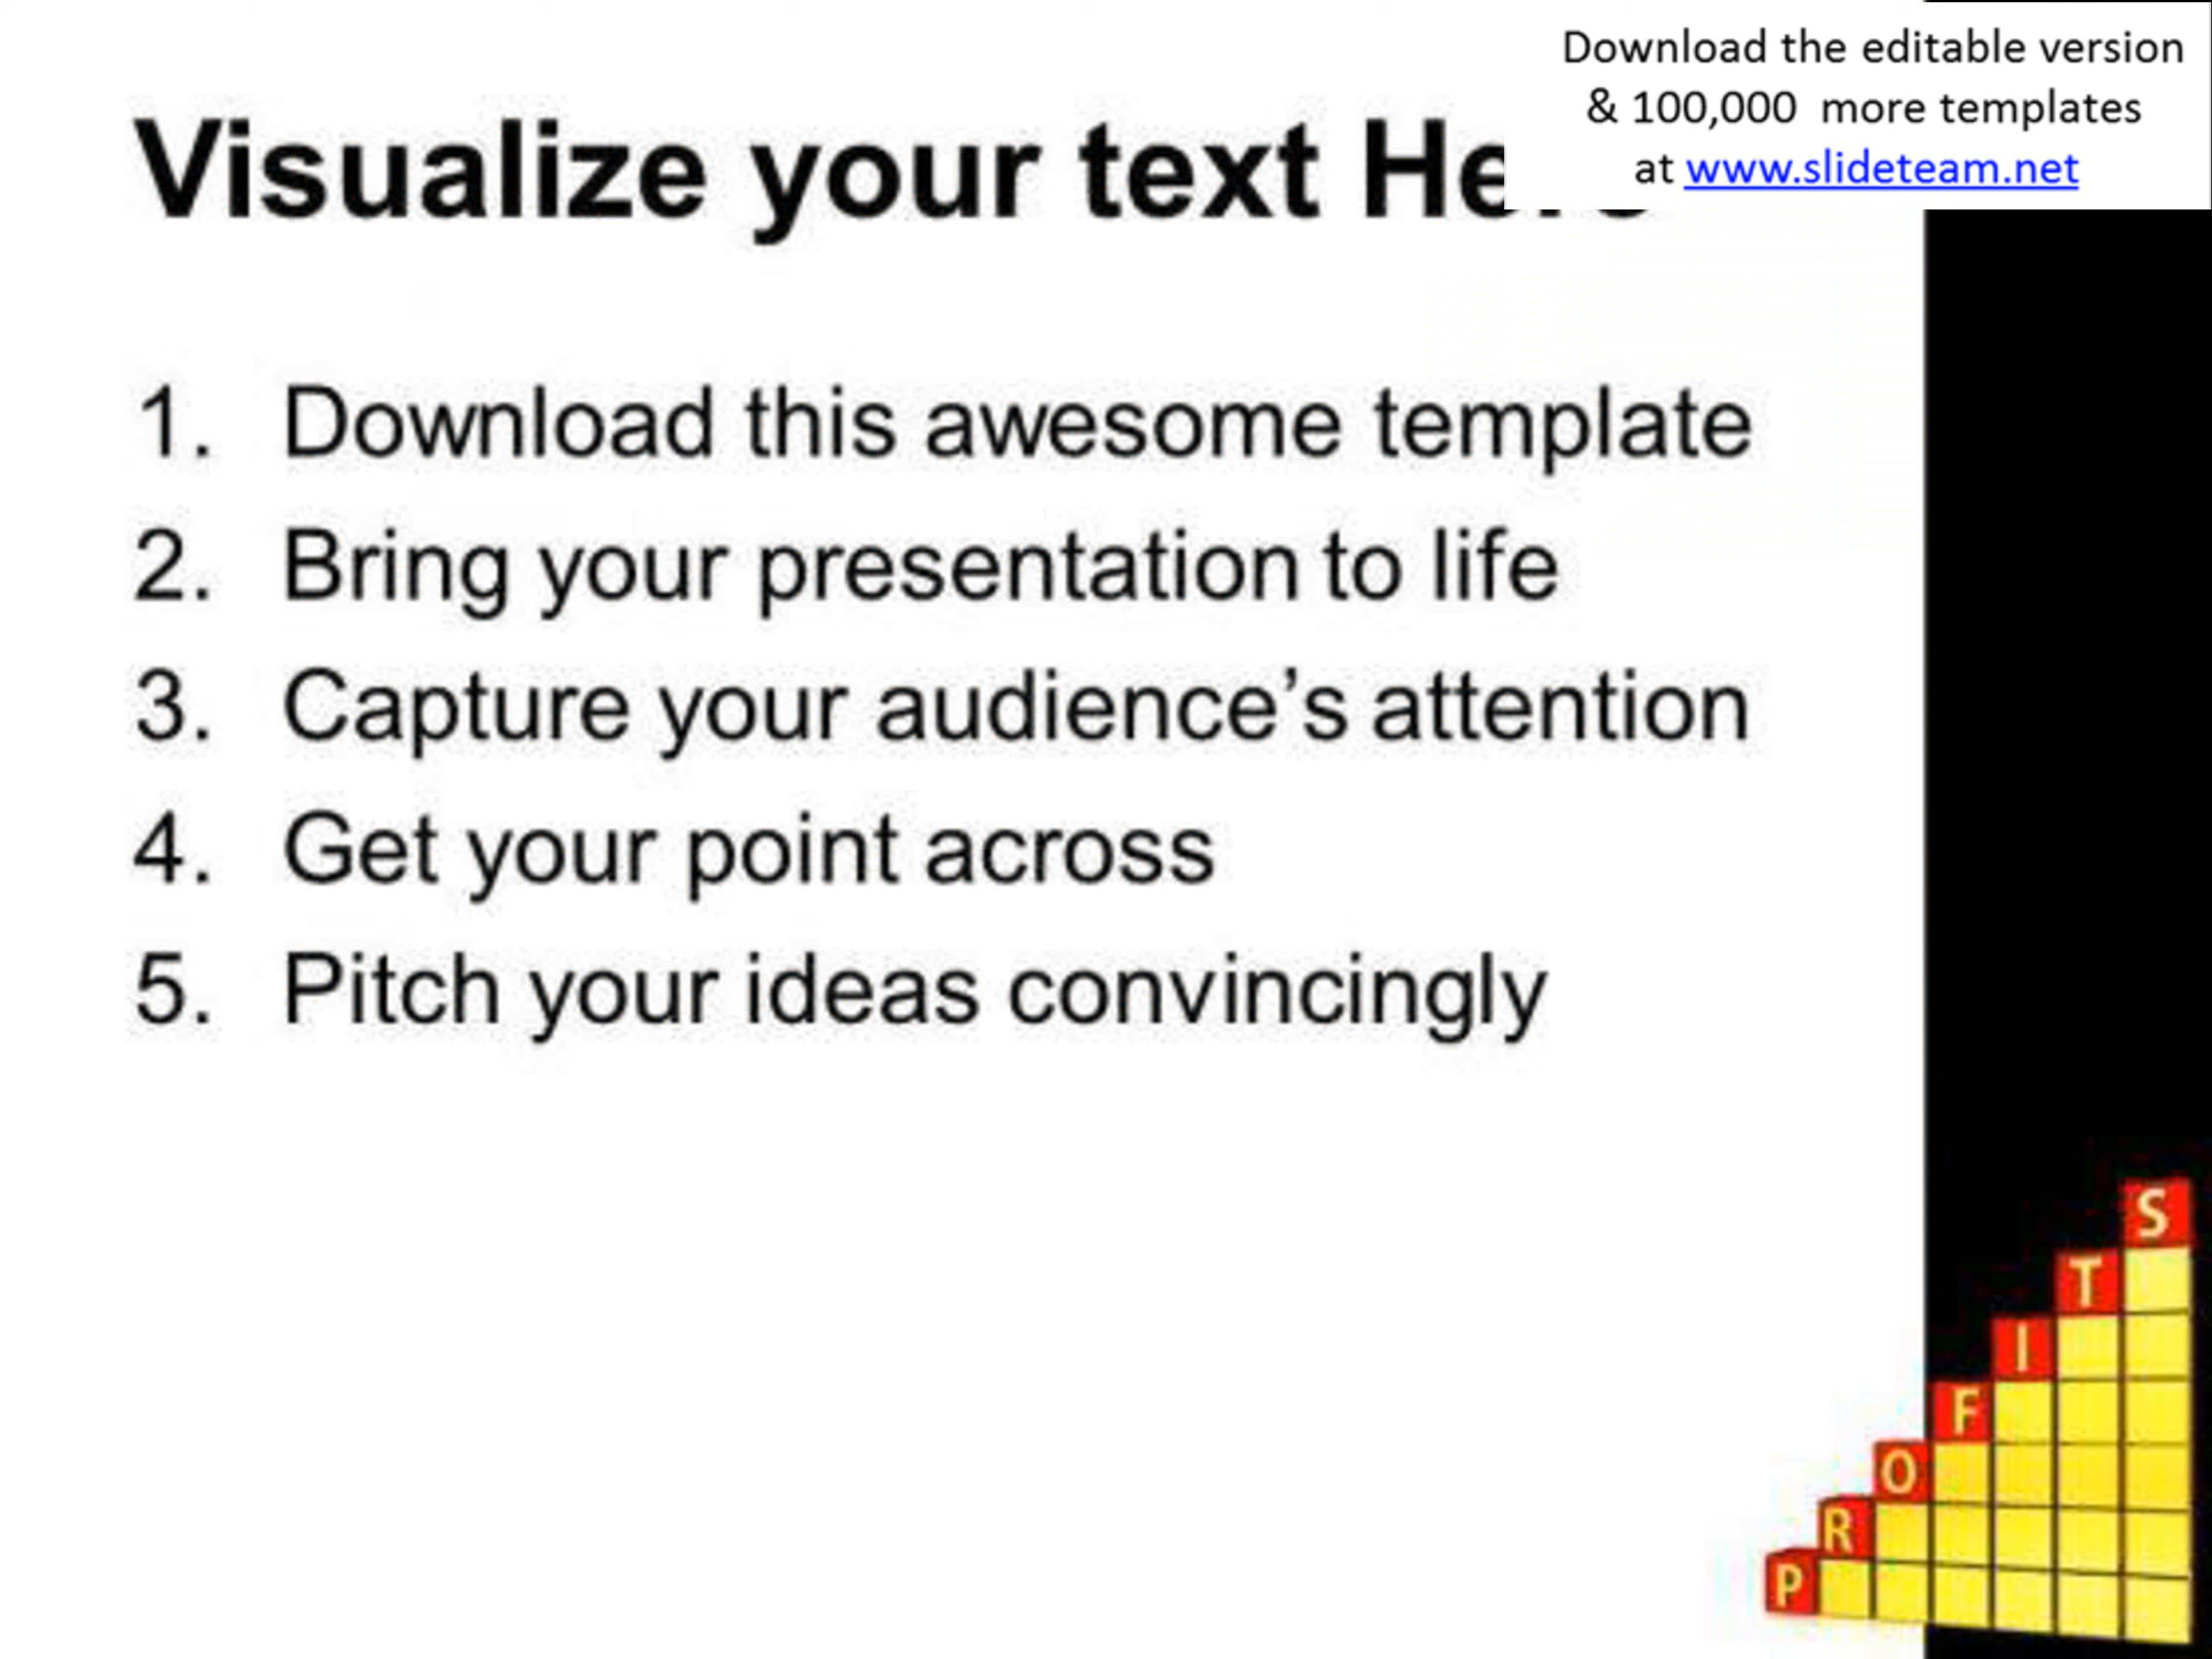 Download the editable version
& 100,000 more templates
at www.slideteam.net
Visualize your text He
1. Download this awesome template
2. Bring your presentation to life
3. Capture your audience’s attention
4. Get your point across
5. Pitch your ideas convincingly
PROFITS